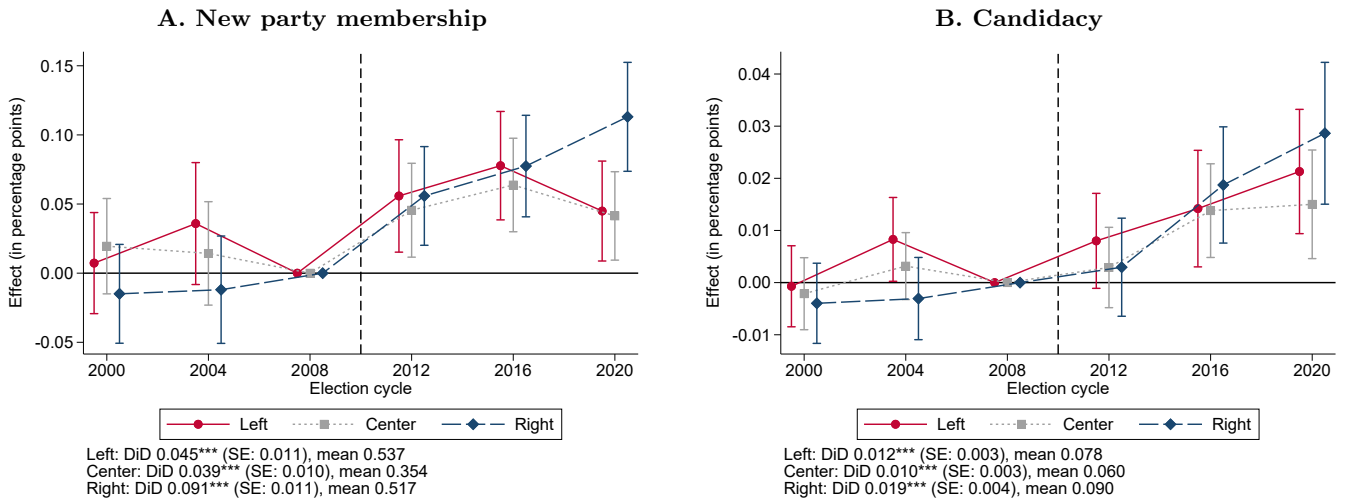 A. New party membership
Effect (in percentage points)
0.15
0.10
0.05
0.00
-0.05
2000 2004 2008 2012 2016 2020
Election cycle
Left Center Right
Left: DiD 0.045*** (SE: 0.011), mean 0.537
Center: DiD 0.039*** (SE: 0.010), mean 0.354
Right: DiD 0.091*** (SE: 0.011), mean 0.517
B. Candidacy
Effect (in percentage points)
0.04
0.03
0.02
0.01
0.00
-0.01
2000 2004 2008 2012 2016 2020
Election cycle
Left Center Right
Left: DiD 0.012*** (SE: 0.003), mean 0.078
Center: DiD 0.010*** (SE: 0.003), mean 0.060
Right: DiD 0.019*** (SE: 0.004), mean 0.090